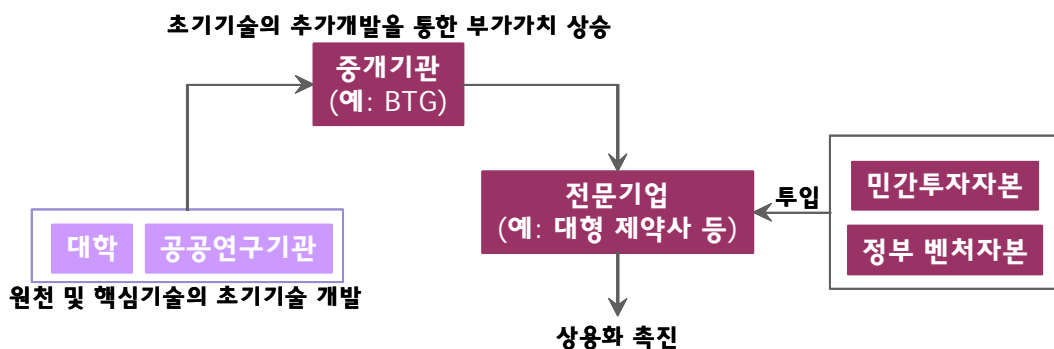 초기기술의 추가개발을 통한 부가가치 상승
중개기관
(예: BTG)
전문기업
(예: 대형 제약사 등)
투입
민간투자자본
정부 벤처자본
대학
공공연구기관
원천 및 핵심기술의 초기기술 개발
상용화 촉진